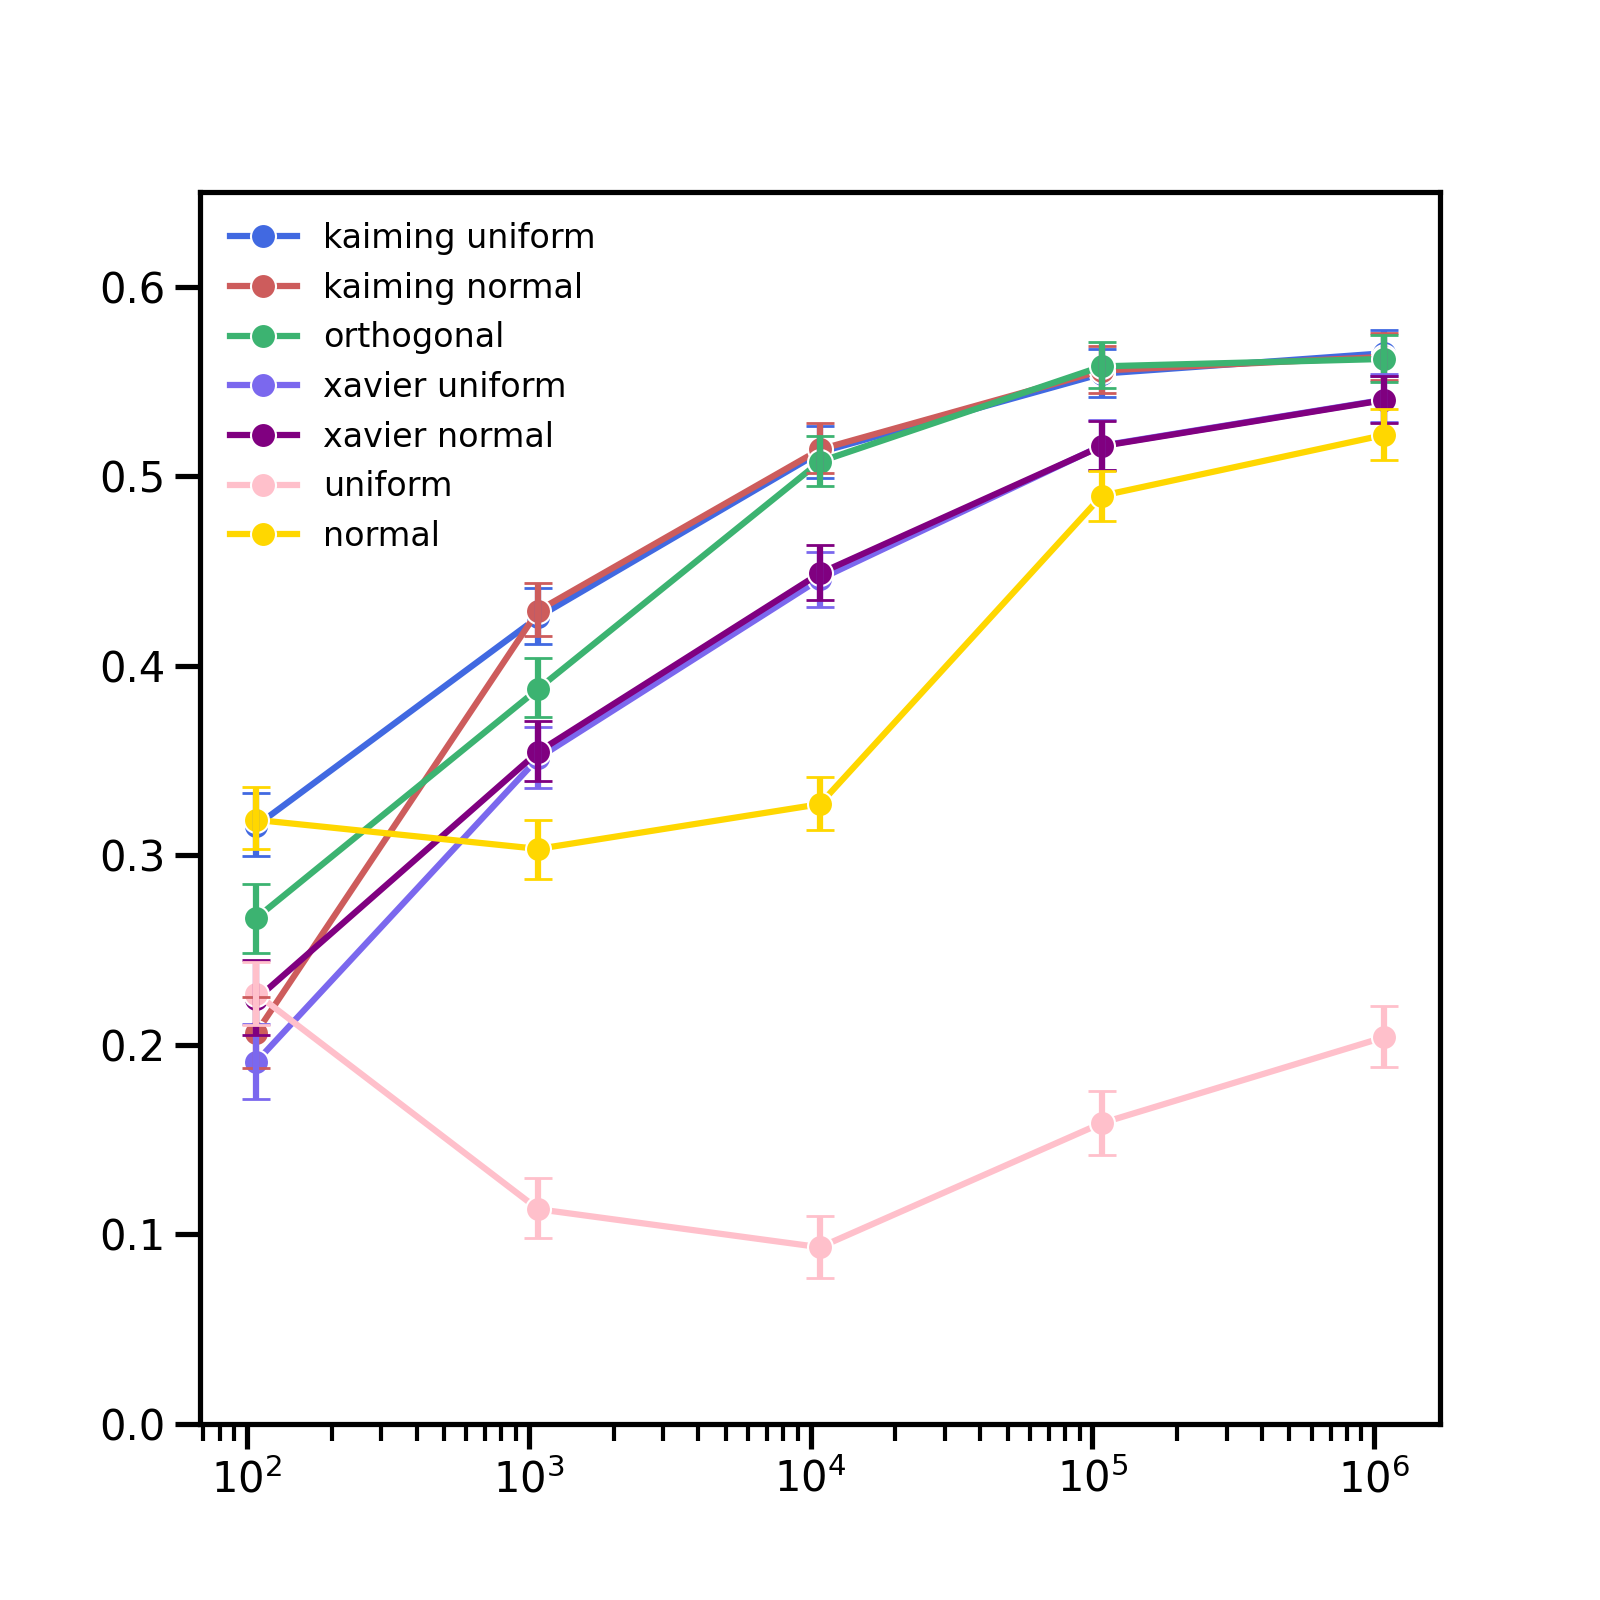 kaiming uniform
kaiming normal
orthogonal
xavier uniform
xavier normal
uniform
normal
0.6
0.5
0.4
0.3
0.2
0.1
0.0
10² 10³ 10⁴ 10⁵ 10⁶